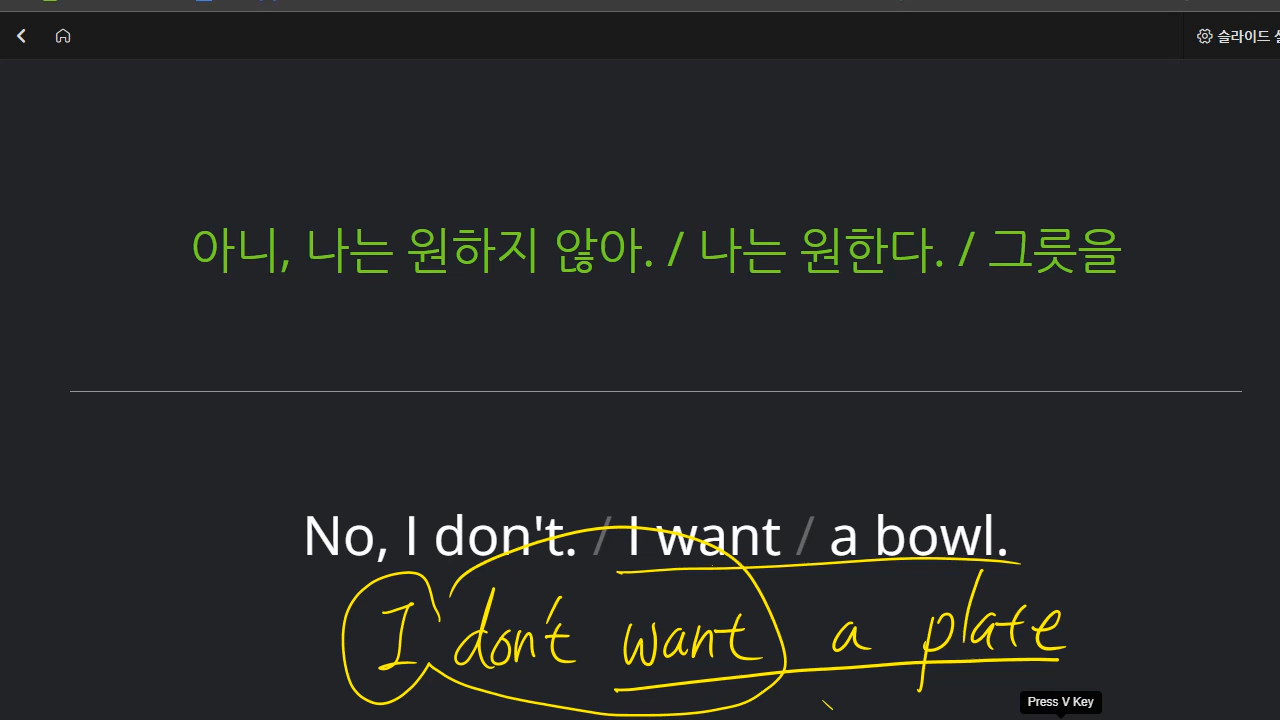 슬라이드
아니, 나는 원하지 않아. / 나는 원한다. / 그릇을
No, I don't. / I want / a bowl.
I don't want a plate
Press V Key